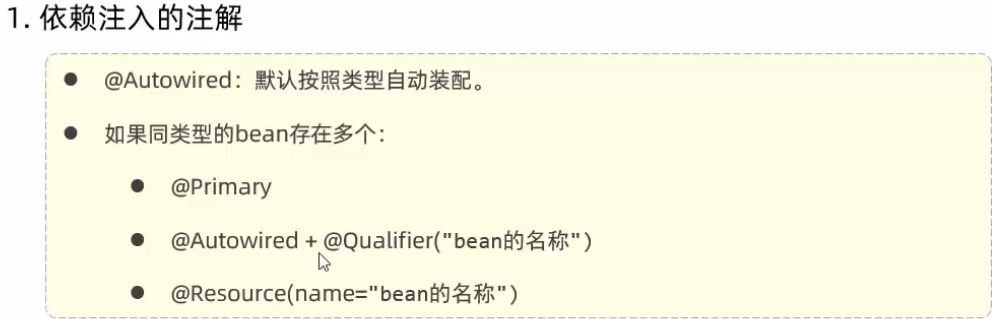 1. 依赖注入的注解
● @Autowired：默认按照类型自动装配。
● 如果同类型的bean存在多个：
● @Primary
● @Autowired + @Qualifier("bean的名称")
● @Resource(name="bean的名称")